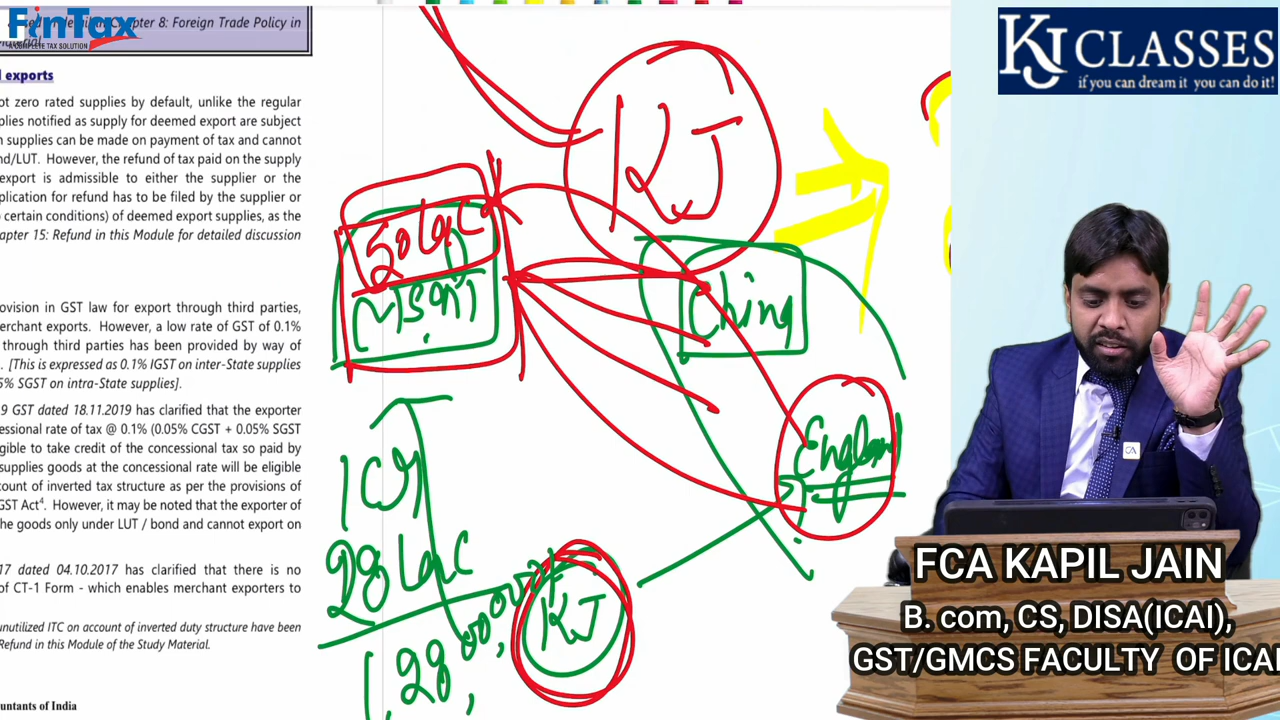 FinTax
A COMPLETE TAX SOLUTION
Chapter 8: Foreign Trade Policy in
Material.
d exports
ot zero rated supplies by default, unlike the regular
plies notified as supply for deemed export are subject
h supplies can be made on payment of tax and cannot
nd/LUT. However, the refund of tax paid on the supply
export is admissible to either the supplier or the
plication for refund has to be filed by the supplier or
o certain conditions) of deemed export supplies, as the
apter 15: Refund in this Module for detailed discussion
ovision in GST law for export through third parties,
erchant exports. However, a low rate of GST of 0.1%
through third parties has been provided by way of
. [This is expressed as 0.1% IGST on inter-State supplies
5% SGST on intra-State supplies].
9 GST dated 18.11.2019 has clarified that the exporter
essional rate of tax @ 0.1% (0.05% CGST + 0.05% SGST
igible to take credit of the concessional tax so paid by
supplies goods at the concessional rate will be eligible
count of inverted tax structure as per the provisions of
GST Act⁴. However, it may be noted that the exporter of
he goods only under LUT / bond and cannot export on
17 dated 04.10.2017 has clarified that there is no
of CT-1 Form - which enables merchant exporters to
unutilized ITC on account of inverted duty structure have been
Refund in this Module of the Study Material.
ountants of India
KJ
50 lac
China
England
1 Cr
28 lac
1,28,00,000/-
KJ
KJ CLASSES
if you can dream it you can do it!
CA
FCA KAPIL JAIN
B. com, CS, DISA(ICAI),
GST/GMCS FACULTY OF ICAI